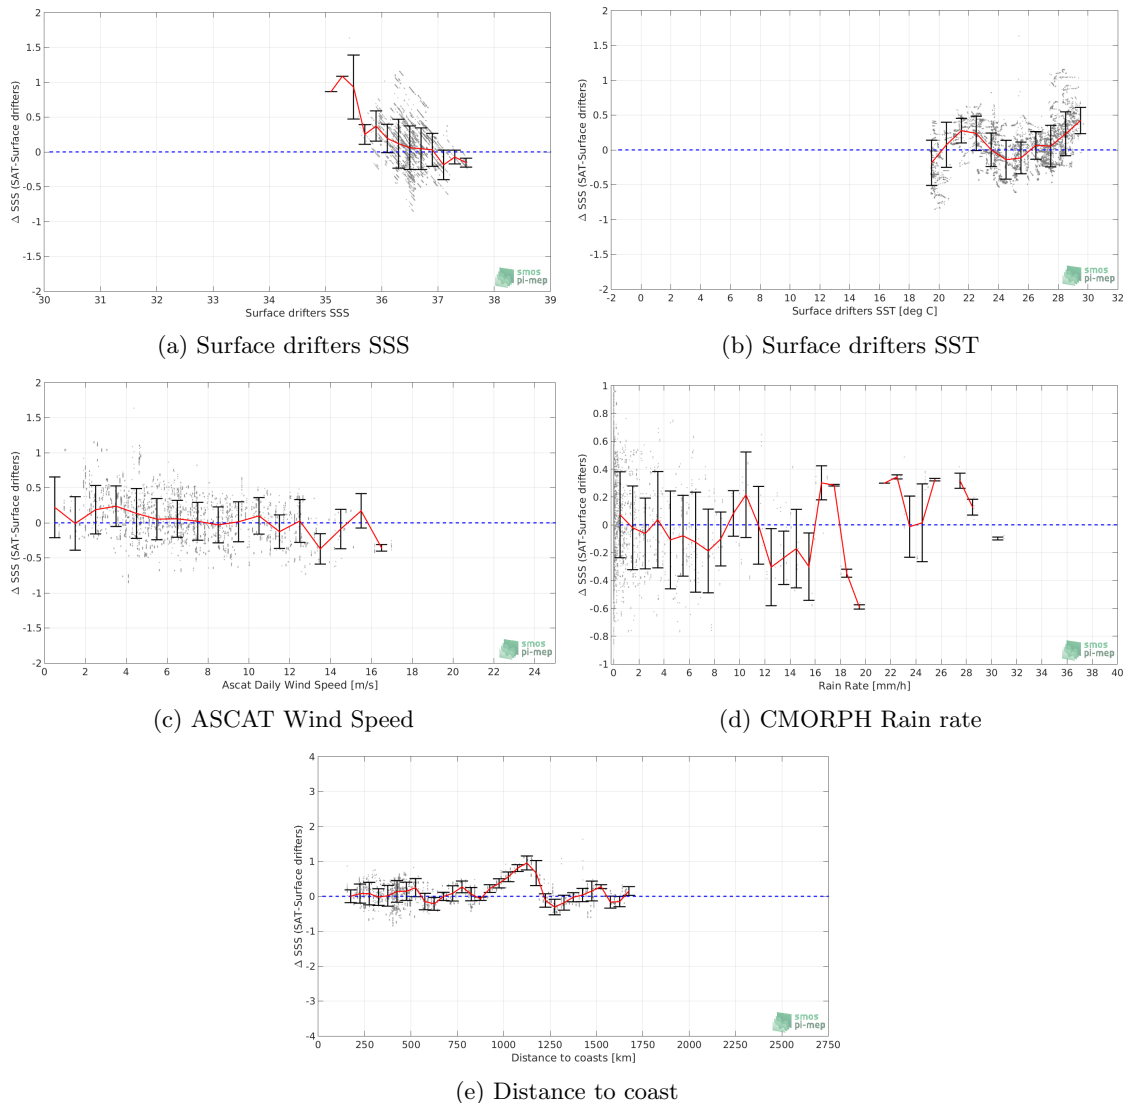 2
1.5
1
0.5
0
-0.5
-1
-1.5
-2
Δ SSS (SAT-Surface drifters)
30 31 32 33 34 35 36 37 38 39
Surface drifters SSS
smos
pi-mep
(a) Surface drifters SSS
2
1.5
1
0.5
0
-0.5
-1
-1.5
-2
Δ SSS (SAT-Surface drifters)
-2 0 2 4 6 8 10 12 14 16 18 20 22 24 26 28 30 32
Surface drifters SST [deg C]
smos
pi-mep
(b) Surface drifters SST
2
1.5
1
0.5
0
-0.5
-1
-1.5
-2
Δ SSS (SAT-Surface drifters)
0 2 4 6 8 10 12 14 16 18 20 22 24
Ascat Daily Wind Speed [m/s]
smos
pi-mep
(c) ASCAT Wind Speed
1
0.8
0.6
0.4
0.2
0
-0.2
-0.4
-0.6
-0.8
-1
Δ SSS (SAT-Surface drifters)
0 2 4 6 8 10 12 14 16 18 20 22 24 26 28 30 32 34 36 38 40
Rain Rate [mm/h]
smos
pi-mep
(d) CMORPH Rain rate
4
3
2
1
0
-1
-2
-3
-4
Δ SSS (SAT-Surface drifters)
0 250 500 750 1000 1250 1500 1750 2000 2250 2500 2750
Distance to coasts [km]
smos
pi-mep
(e) Distance to coast